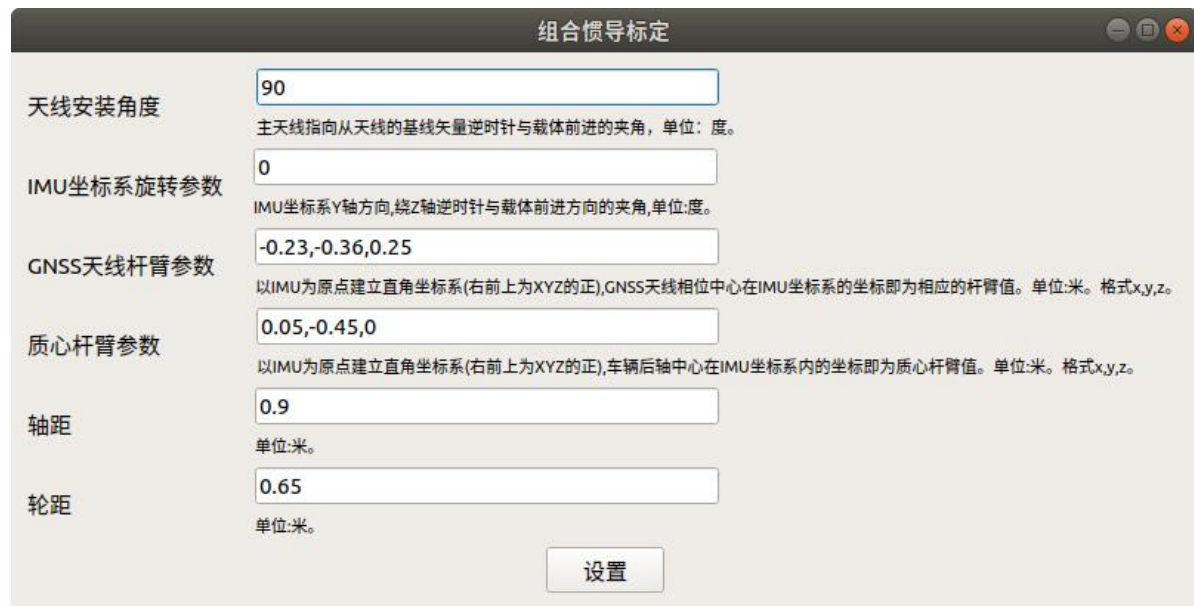 组合惯导标定
天线安装角度
90
主天线指向从天线的基线矢量逆时针与载体前进的夹角，单位：度。
IMU坐标系旋转参数
0
IMU坐标系Y轴方向,绕Z轴逆时针与载体前进方向的夹角,单位:度。
GNSS天线杆臂参数
-0.23,-0.36,0.25
以IMU为原点建立直角坐标系(右前上为XYZ的正),GNSS天线相位中心在IMU坐标系的坐标即为相应的杆臂值。单位:米。格式x,y,z。
质心杆臂参数
0.05,-0.45,0
以IMU为原点建立直角坐标系(右前上为XYZ的正),车辆后轴中心在IMU坐标系内的坐标即为质心杆臂值。单位:米。格式x,y,z。
轴距
0.9
单位:米。
轮距
0.65
单位:米。
设置